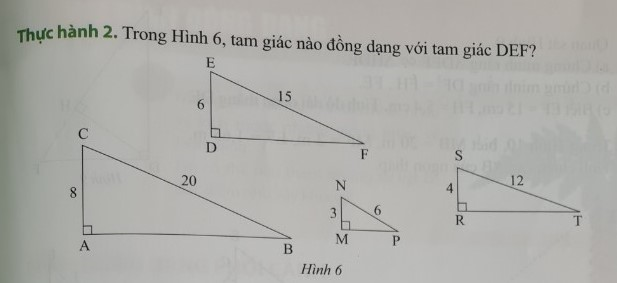 Thực hành 2. Trong Hình 6, tam giác nào đồng dạng với tam giác DEF?
E
6
15
D
F
C
8
20
A
B
N
3
6
M
P
S
4
12
R
T
Hình 6